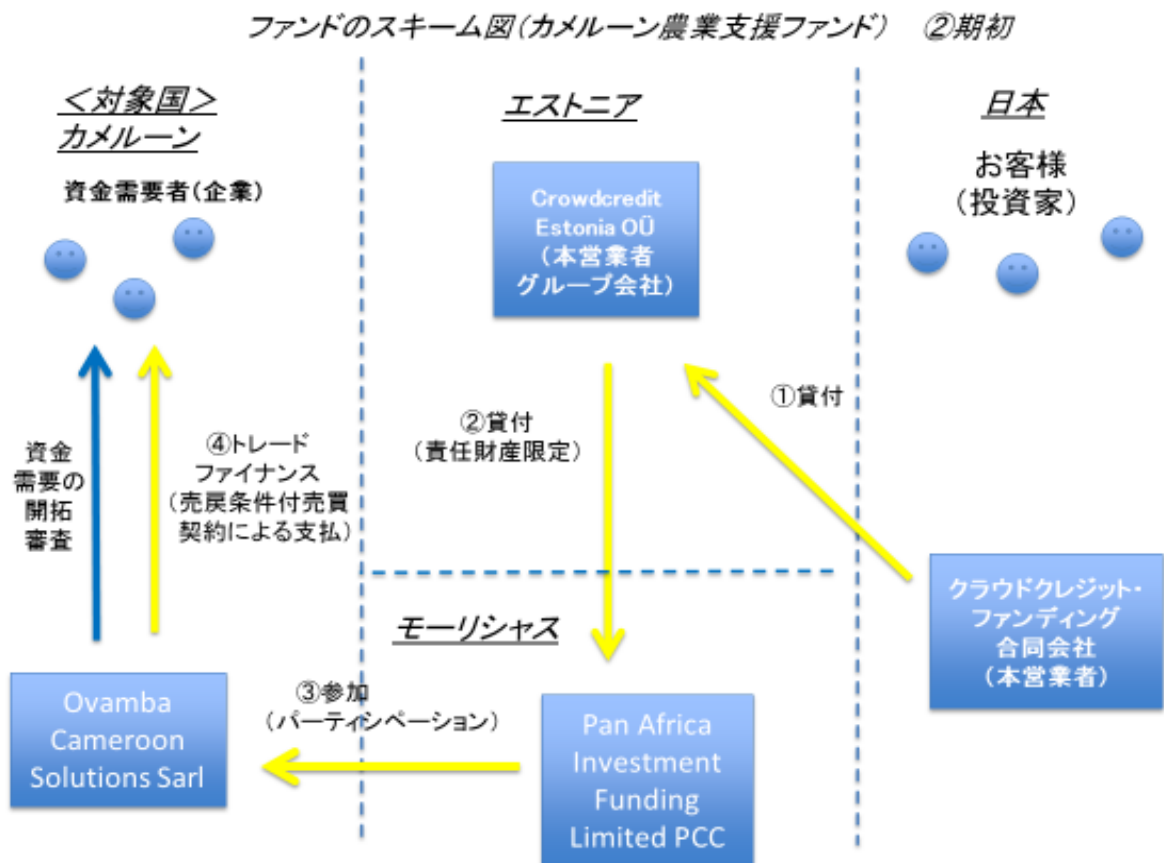 ファンドのスキーム図(カメルーン農業支援ファンド) ②期初
<対象国>
カメルーン
資金需要者(企業)
エストニア
Crowdcredit
Estonia OÜ
(本営業者
グループ会社)
日本
お客様
(投資家)
①貸付
②貸付
(責任財産限定)
資金
需要の
開拓
審査
④トレード
ファイナンス
(売戻条件付売買
契約による支払)
モーリシャス
クラウドクレジット・
ファンディング
合同会社
(本営業者)
③参加
(パーティシペーション)
Ovamba
Cameroon
Solutions Sarl
Pan Africa
Investment
Funding
Limited PCC